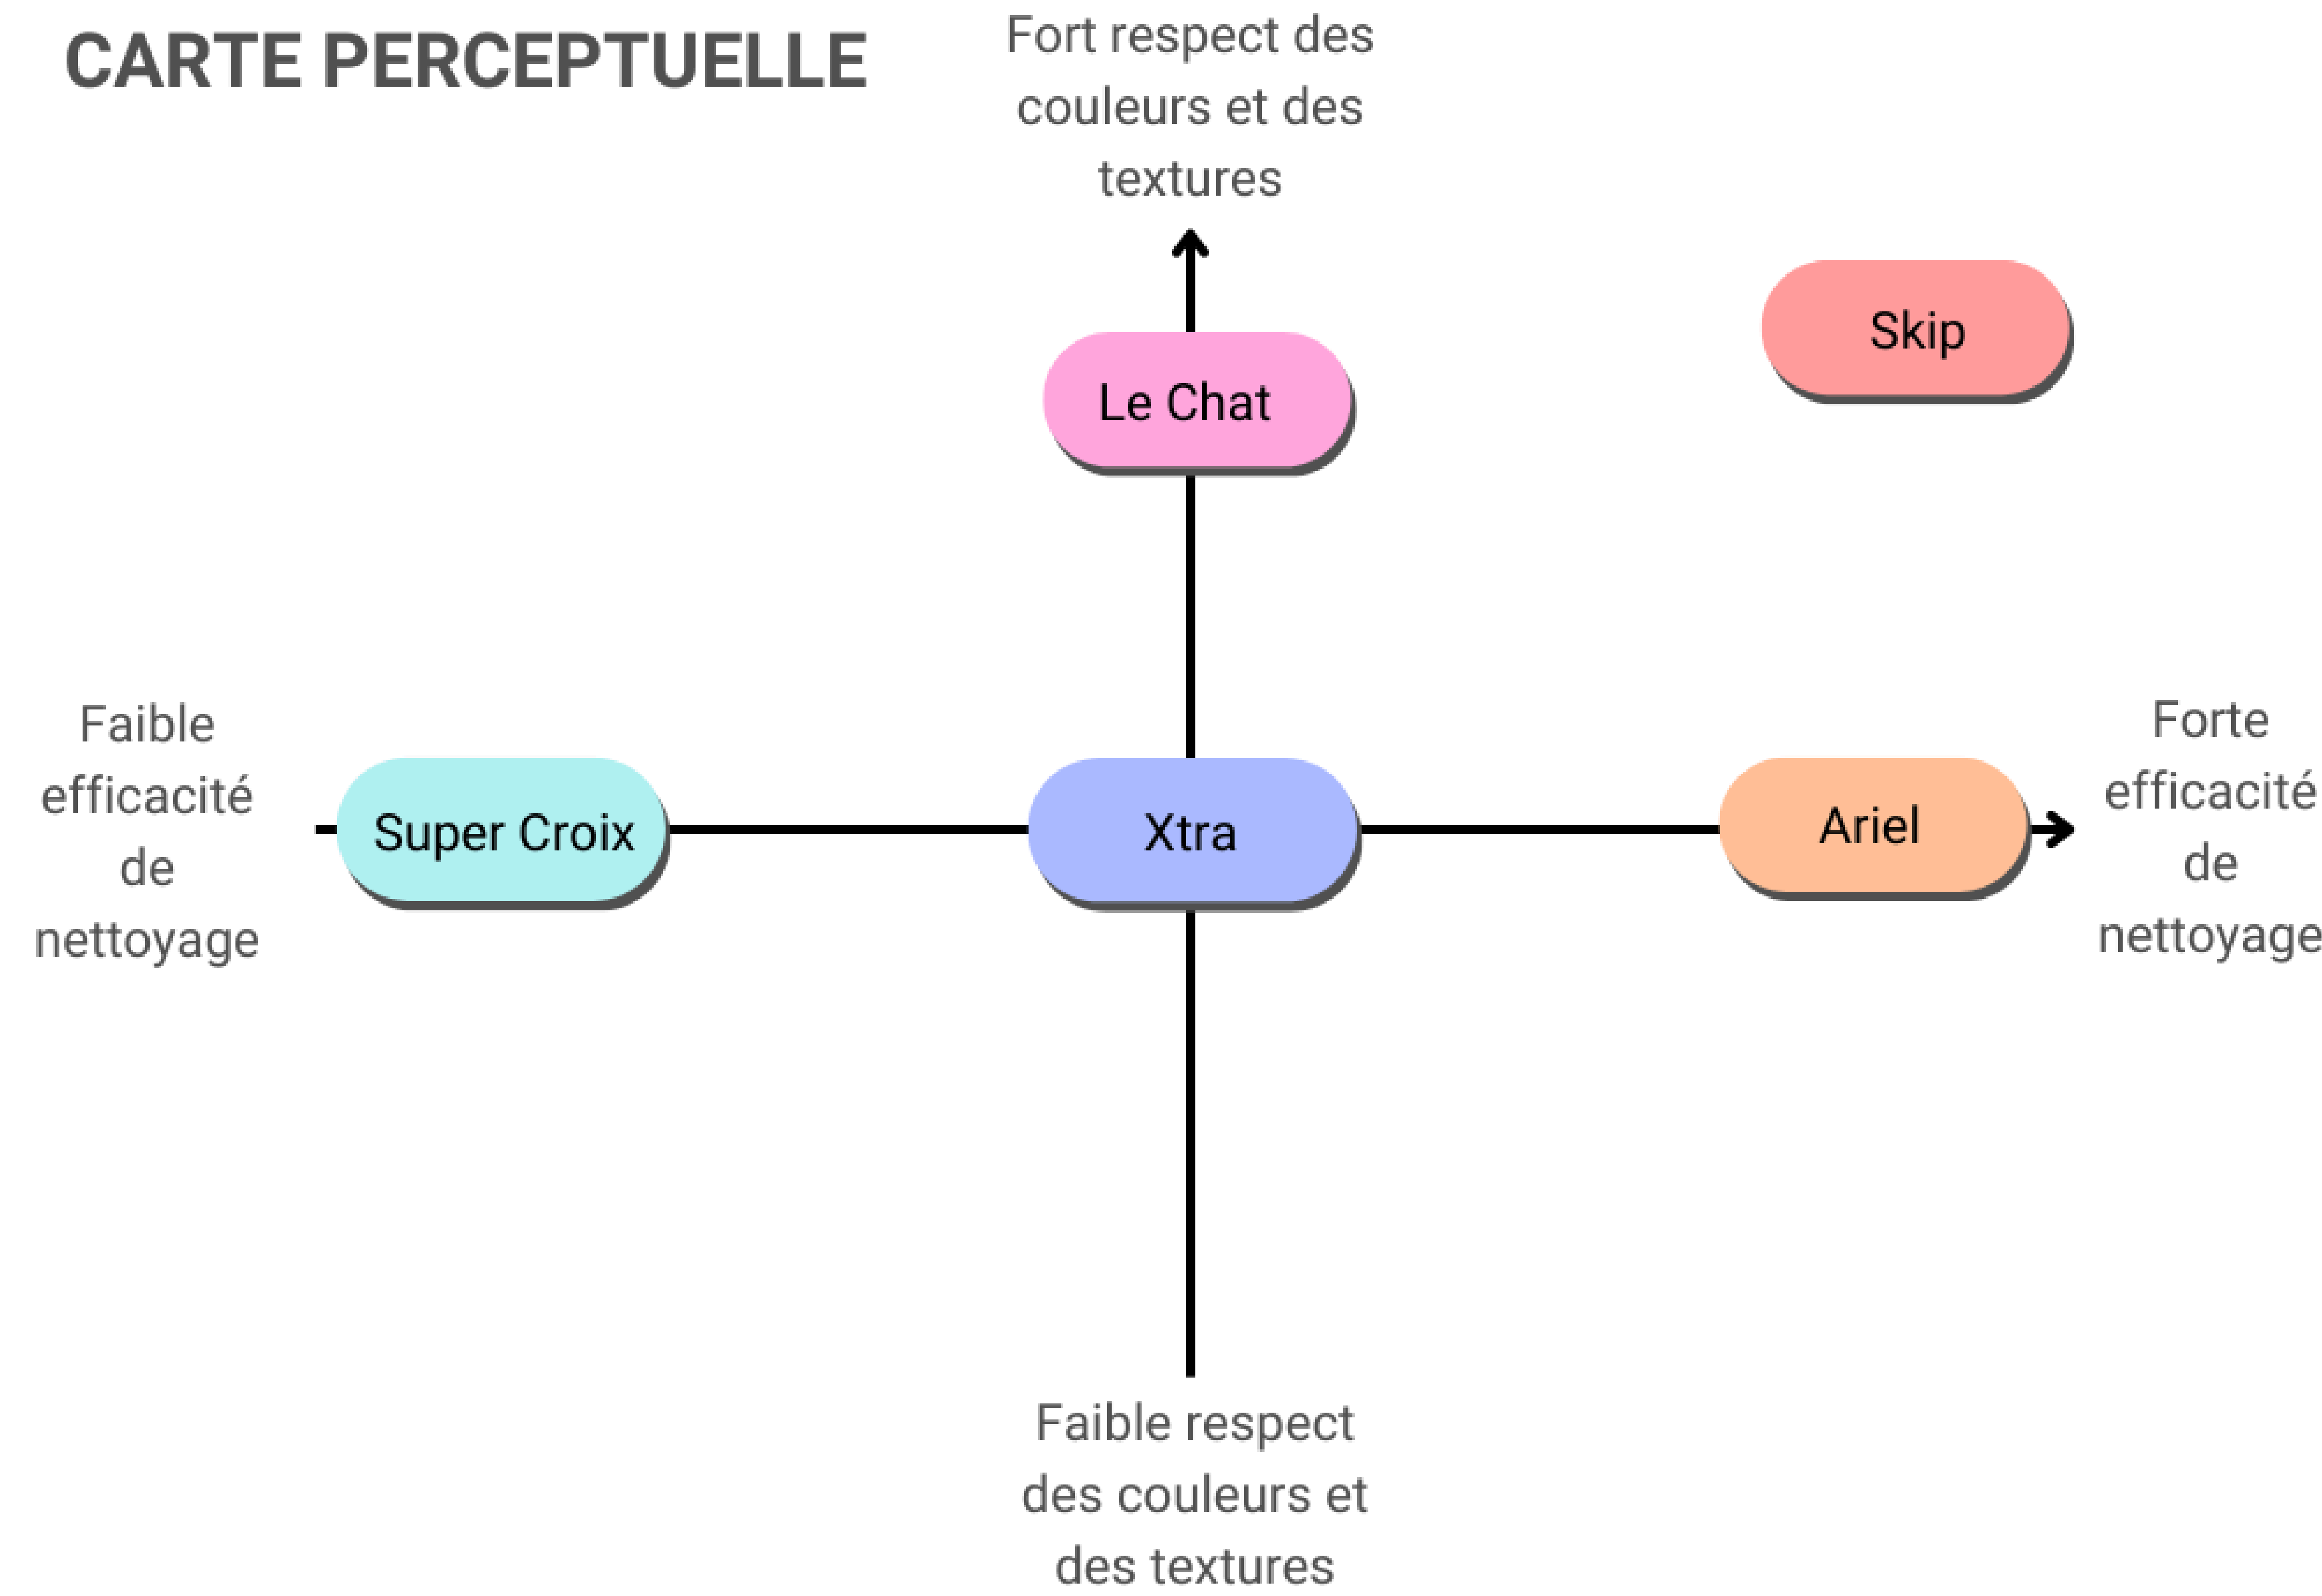 CARTE PERCEPTUELLE
Fort respect des
couleurs et des
textures
Skip
Le Chat
Faible
efficacité
de
nettoyage
Super Croix
Xtra
Ariel
Forte
efficacité
de
nettoyage
Faible respect
des couleurs et
des textures